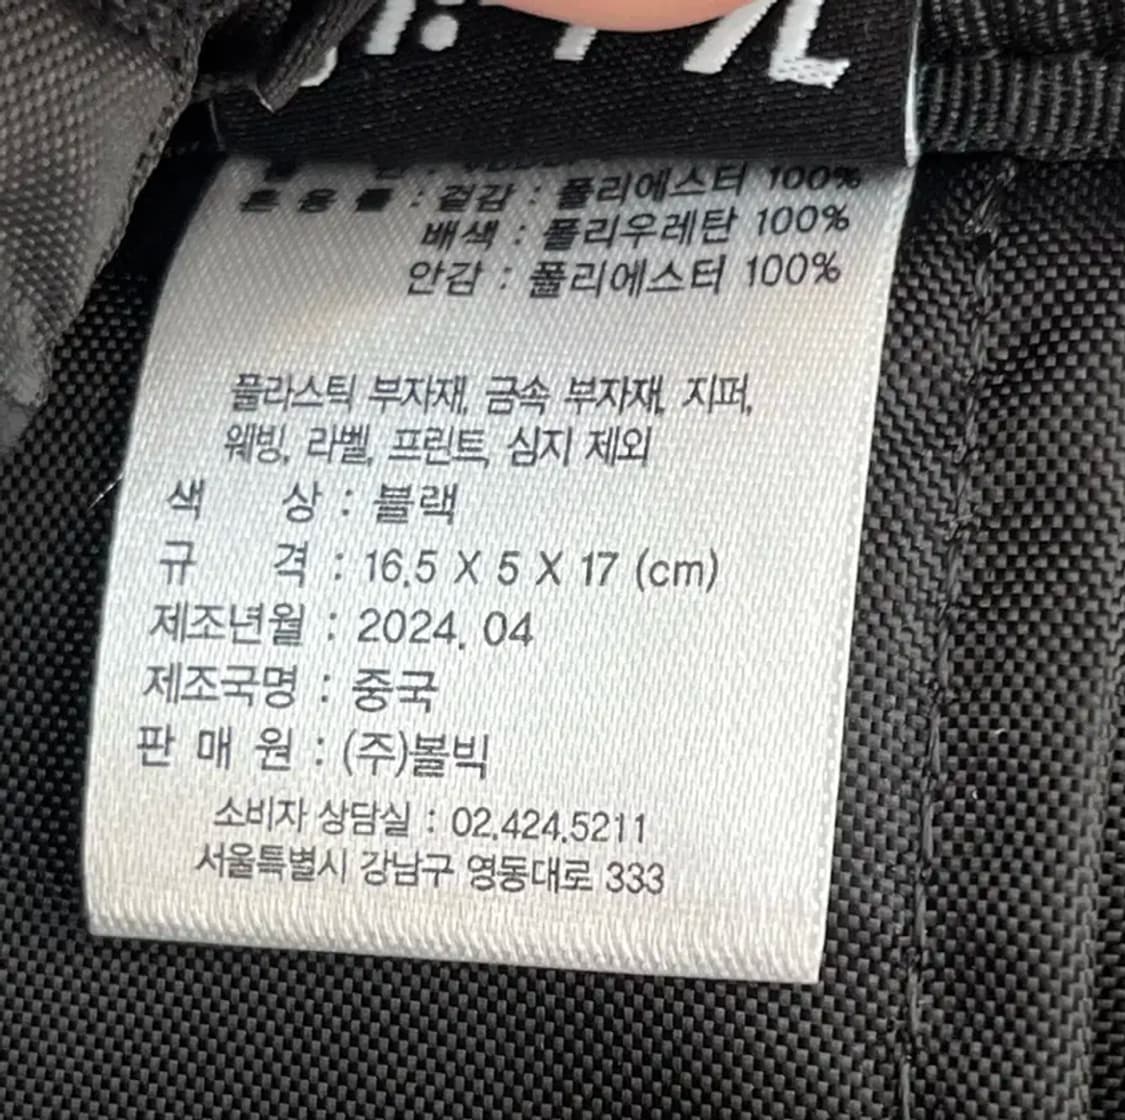 혼 용 률 : 겉감 : 폴리에스터 100%
배색 : 폴리우레탄 100%
안감 : 폴리에스터 100%
플라스틱 부자재, 금속 부자재, 지퍼,
웨빙, 라벨, 프린트, 심지 제외
색 상 : 블랙
규 격 : 16.5 X 5 X 17 (cm)
제조년월 : 2024. 04
제조국명 : 중국
판 매 원 : (주)볼빅
소비자 상담실 : 02.424.5211
서울특별시 강남구 영동대로 333